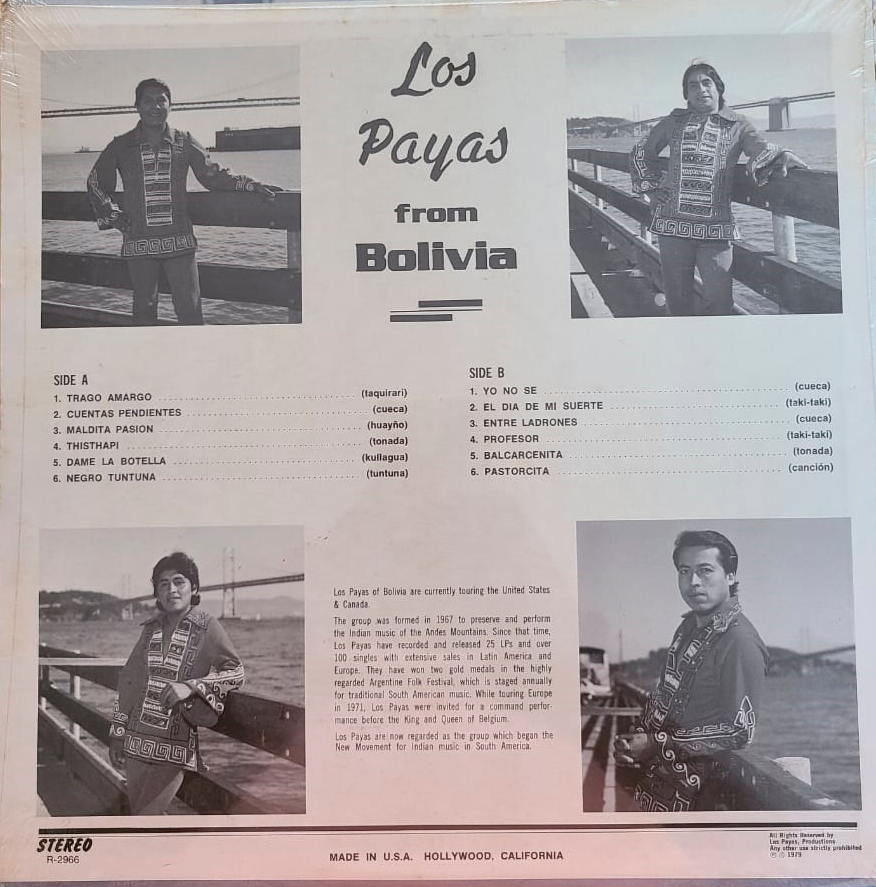 Los
Payas
from
Bolivia
SIDE A
1. TRAGO AMARGO (taquirari)
2. CUENTAS PENDIENTES (cueca)
3. MALDITA PASION (huayño)
4. THISTHAPI (tonada)
5. DAME LA BOTELLA (kullagua)
6. NEGRO TUNTUNA (tuntuna)
SIDE B
1. YO NO SE (cueca)
2. EL DIA DE MI SUERTE (taki-taki)
3. ENTRE LADRONES (cueca)
4. PROFESOR (taki-taki)
5. BALCARCENITA (tonada)
6. PASTORCITA (canción)
Los Payas of Bolivia are currently touring the United States
& Canada.
The group was formed in 1967 to preserve and perform
the Indian music of the Andes Mountains. Since that time,
Los Payas have recorded and released 25 LPs and over
100 singles with extensive sales in Latin America and
Europe. They have won two gold medals in the highly
regarded Argentine Folk Festival, which is staged annually
for traditional South American music. While touring Europe
in 1971, Los Payas were invited for a command perfor-
mance before the King and Queen of Belgium.
Los Payas are now regarded as the group which began the
New Movement for Indian music in South America.
STEREO
R-2966
MADE IN U.S.A. HOLLYWOOD, CALIFORNIA
All Rights Reserved by
Los Payas, Productions
Any other use strictly prohibited
℗ © 1979